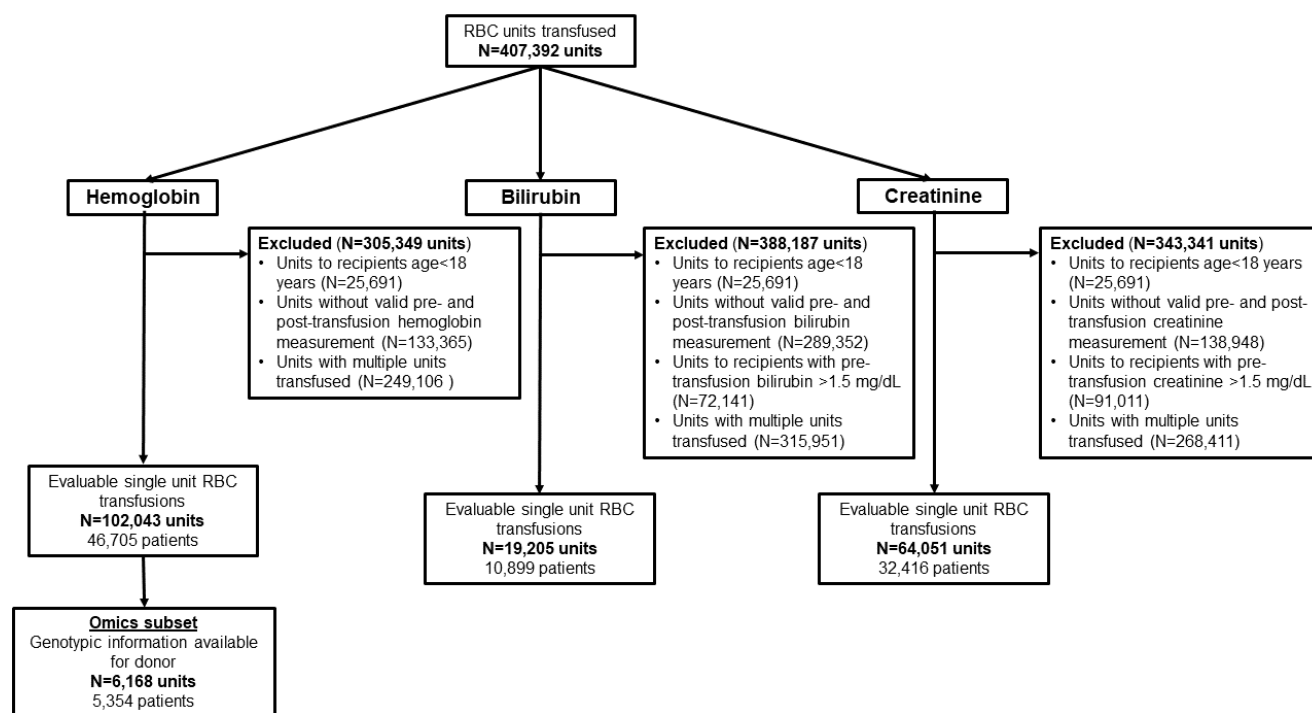 RBC units transfused
N=407,392 units
Hemoglobin
Bilirubin
Creatinine
Excluded (N=305,349 units)
• Units to recipients age<18
years (N=25,691)
• Units without valid pre- and
post-transfusion hemoglobin
measurement (N=133,365)
• Units with multiple units
transfused (N=249,106 )
Excluded (N=388,187 units)
• Units to recipients age<18
years (N=25,691)
• Units without valid pre- and
post-transfusion bilirubin
measurement (N=289,352)
• Units to recipients with pre-
transfusion bilirubin >1.5 mg/dL
(N=72,141)
• Units with multiple units
transfused (N=315,951)
Excluded (N=343,341 units)
• Units to recipients age<18 years
(N=25,691)
• Units without valid pre- and post-
transfusion creatinine
measurement (N=138,948)
• Units to recipients with pre-
transfusion creatinine >1.5 mg/dL
(N=91,011)
• Units with multiple units
transfused (N=268,411)
Evaluable single unit RBC
transfusions
N=102,043 units
46,705 patients
Evaluable single unit RBC
transfusions
N=19,205 units
10,899 patients
Evaluable single unit RBC
transfusions
N=64,051 units
32,416 patients
Omics subset
Genotypic information available
for donor
N=6,168 units
5,354 patients